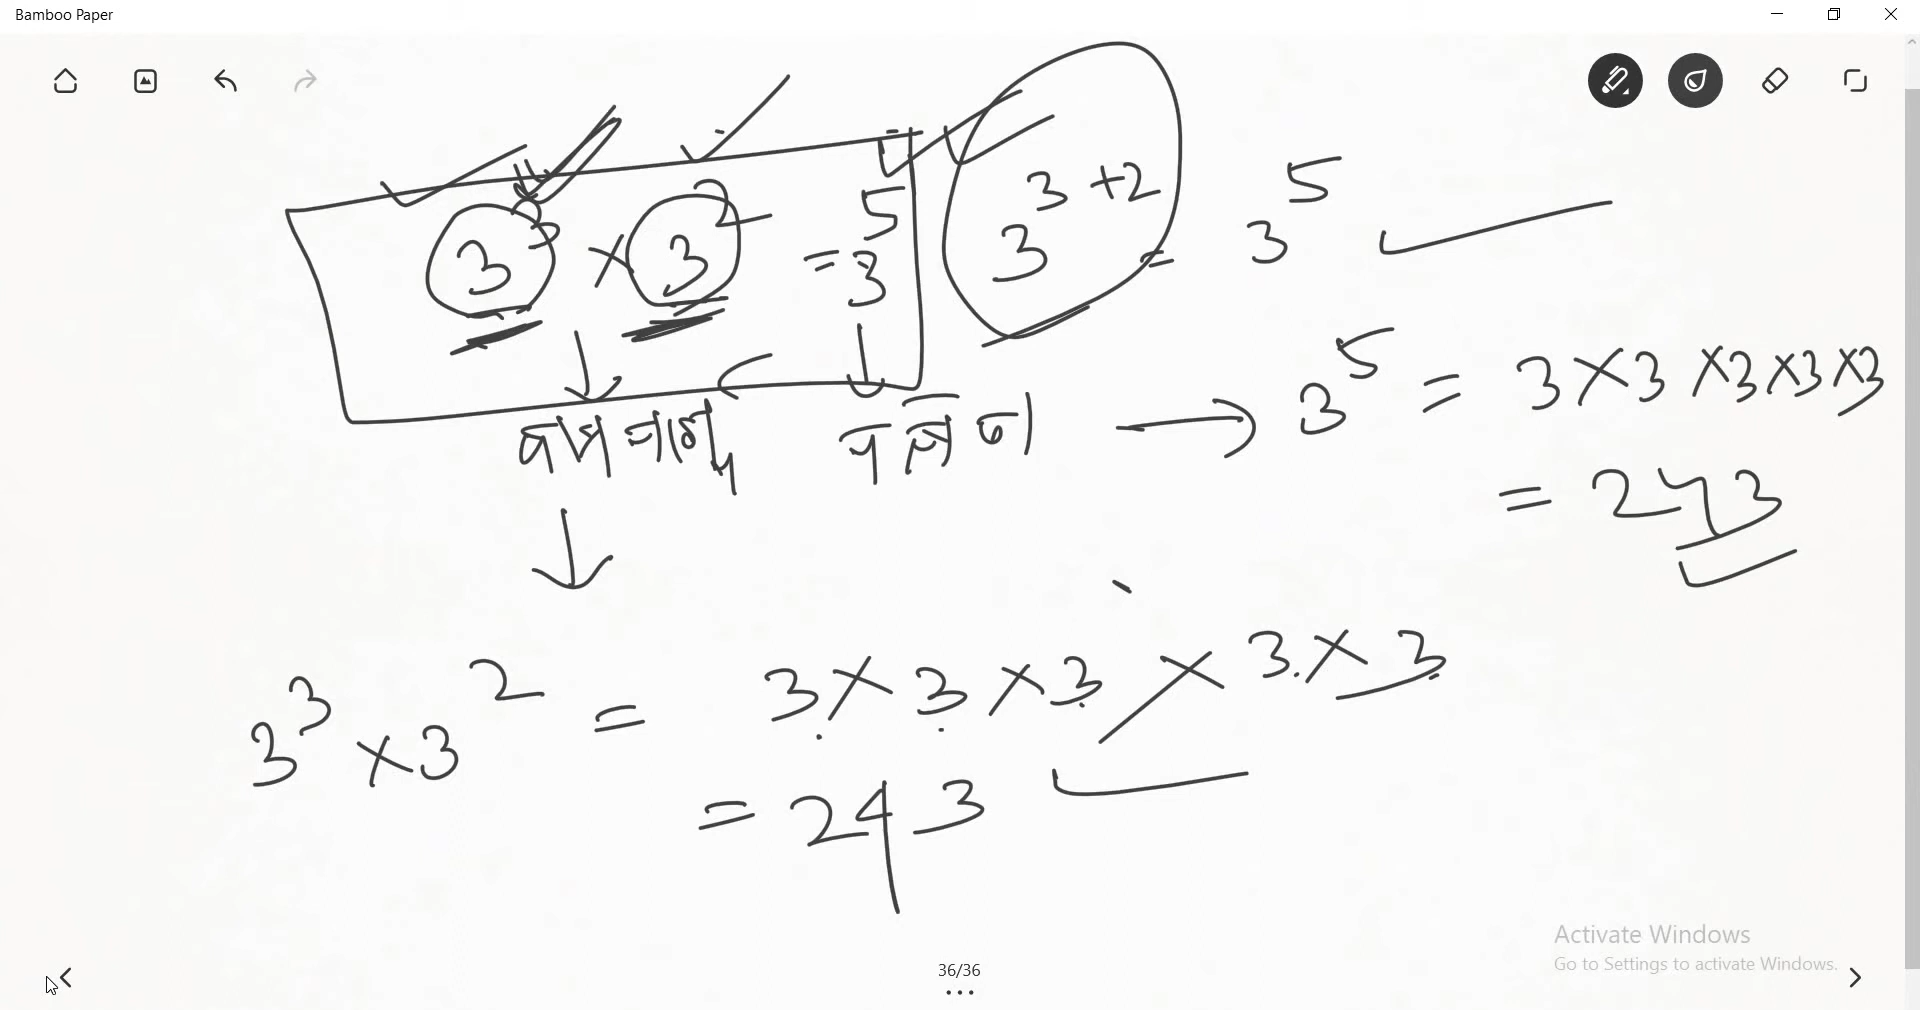 Bamboo Paper
3³ × 3² = 3⁵ 3³⁺² = 3⁵
3⁵ = 3×3×3×3×3
= 243
3³×3² = 3×3×3×3×3
= 243
Activate Windows
Go to Settings to activate Windows.
36/36